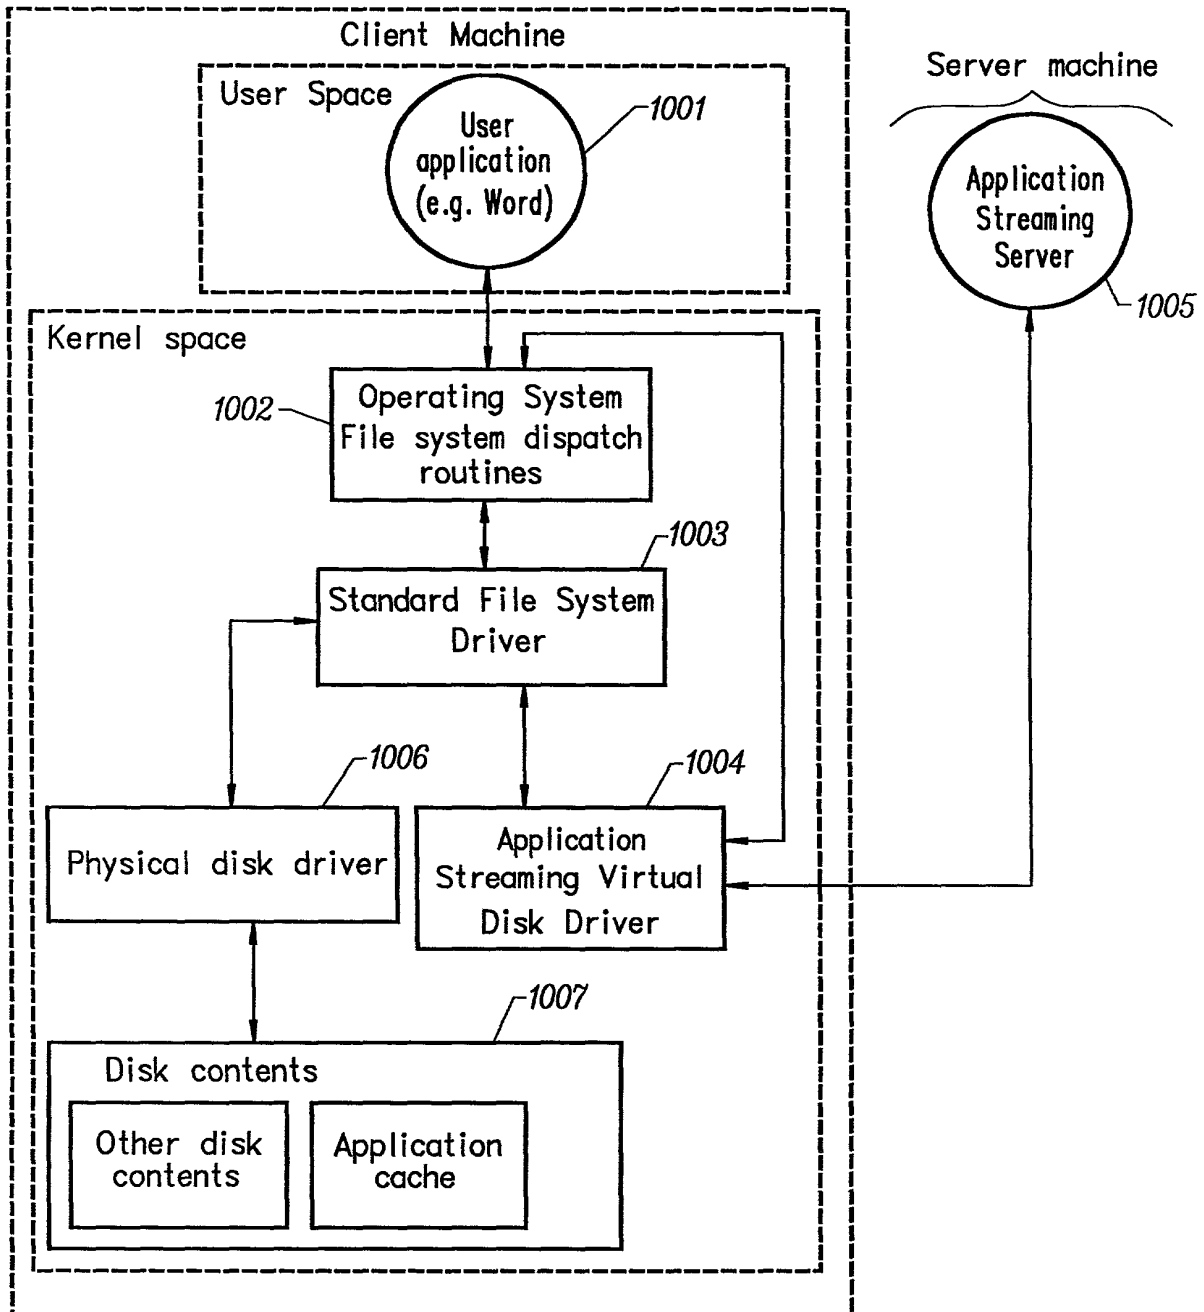 Client Machine
Server machine
User Space
1001
User
application
(e.g. Word)
Application
Streaming
Server
1005
Kernel space
1002
Operating System
File system dispatch
routines
1003
Standard File System
Driver
1006
1004
Physical disk driver
Application
Streaming Virtual
Disk Driver
1007
Disk contents
Other disk
contents
Application
cache